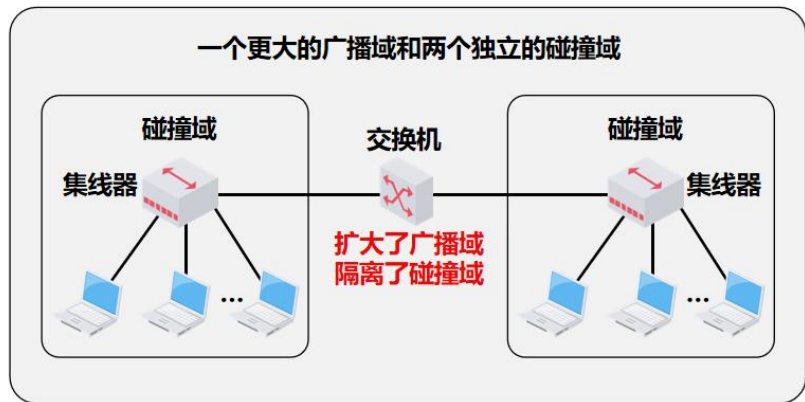 一个更大的广播域和两个独立的碰撞域
碰撞域
交换机
碰撞域
集线器
集线器
扩大了广播域
隔离了碰撞域
...
...